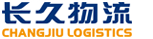 长久物流
CHANGJIU LOGISTICS